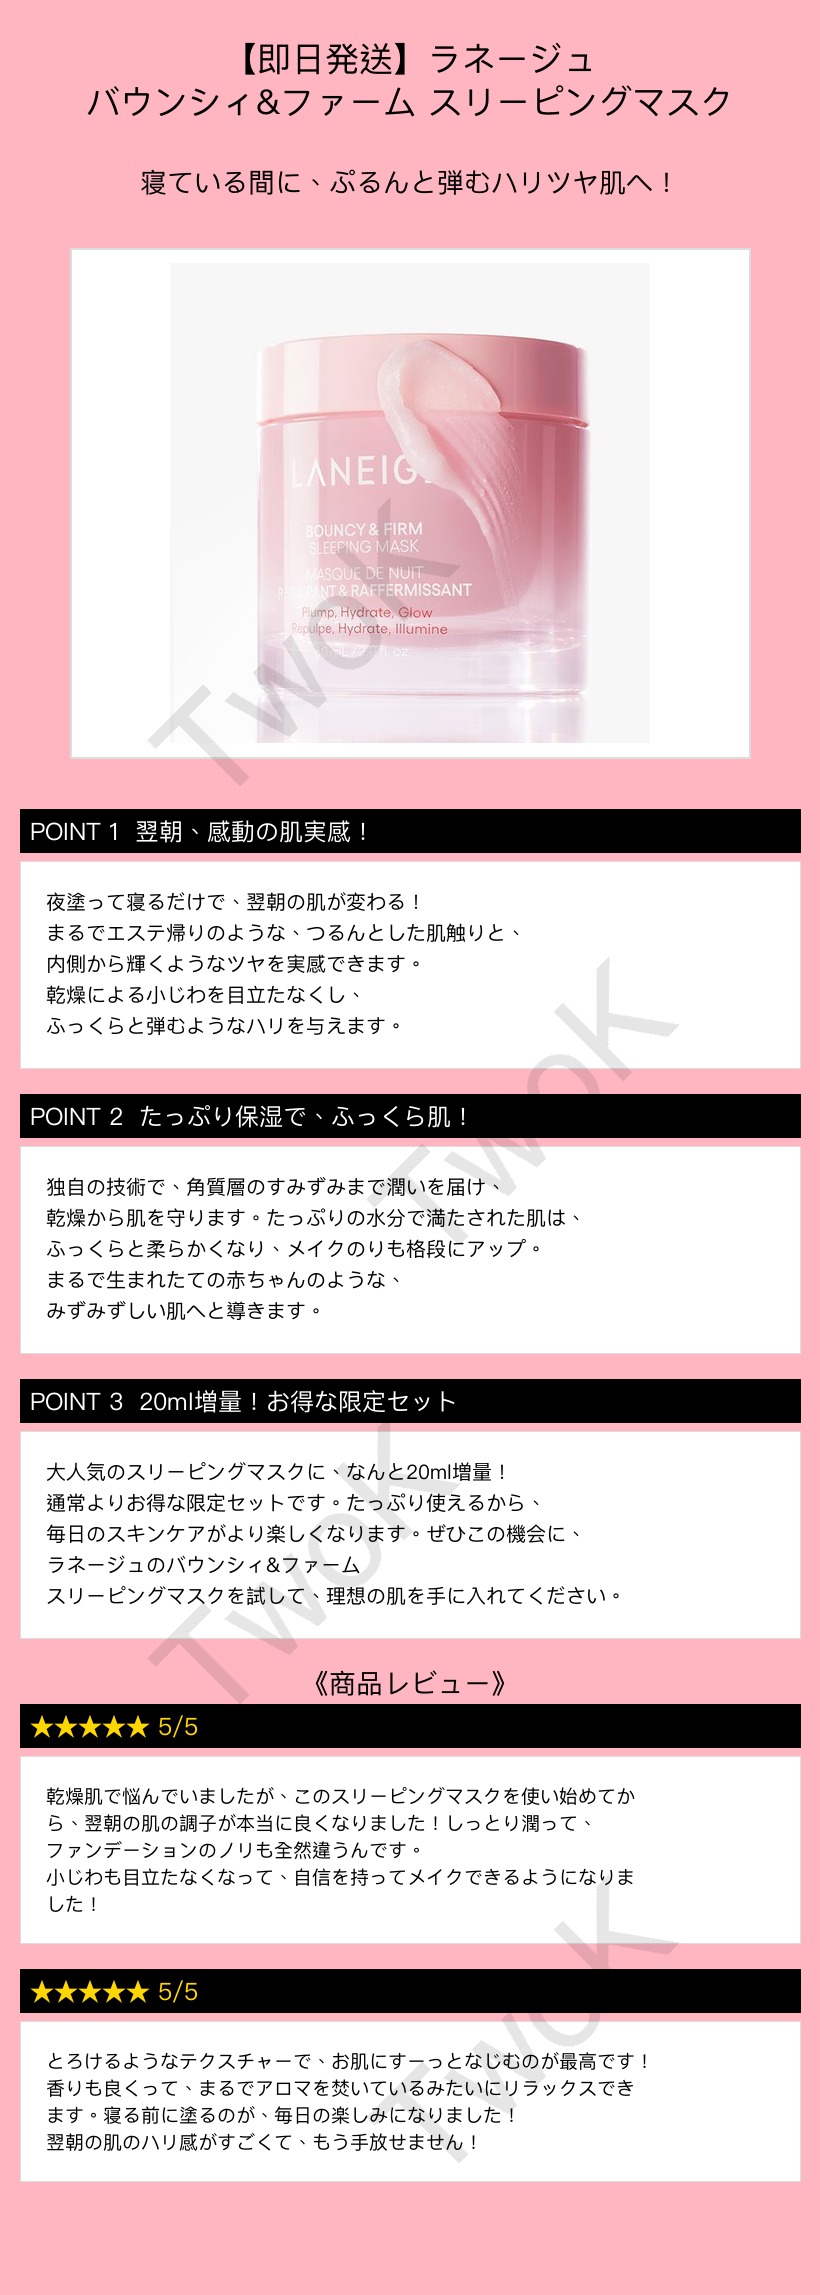 【即日発送】ラネージュ
バウンシィ&ファーム スリーピングマスク
寝ている間に、ぷるんと弾むハリツヤ肌へ！
LANEIG
BOUNCY & FIRM
SLEEPING MASK
MASQUE DE NUIT
REPULPANT & RAFFERMISSANT
Plump, Hydrate, Glow
Repulpe, Hydrate, Illumine
TwoK
POINT 1 翌朝、感動の肌実感！
夜塗って寝るだけで、翌朝の肌が変わる！
まるでエステ帰りのような、つるんとした肌触りと、
内側から輝くようなツヤを実感できます。
乾燥による小じわを目立たなくし、
ふっくらと弾むようなハリを与えます。
TwoK
POINT 2 たっぷり保湿で、ふっくら肌！
独自の技術で、角質層のすみずみまで潤いを届け、
乾燥から肌を守ります。たっぷりの水分で満たされた肌は、
ふっくらと柔らかくなり、メイクのりも格段にアップ。
まるで生まれたての赤ちゃんのような、
みずみずしい肌へと導きます。
POINT 3 20ml増量！お得な限定セット
大人気のスリーピングマスクに、なんと20ml増量！
通常よりお得な限定セットです。たっぷり使えるから、
毎日のスキンケアがより楽しくなります。ぜひこの機会に、
ラネージュのバウンシィ&ファーム
スリーピングマスクを試して、理想の肌を手に入れてください。
TwoK
《商品レビュー》
★★★★★ 5/5
乾燥肌で悩んでいましたが、このスリーピングマスクを使い始めてか
ら、翌朝の肌の調子が本当に良くなりました！しっとり潤って、
ファンデーションのノリも全然違うんです。
小じわも目立たなくなって、自信を持ってメイクできるようになりま
した！
★★★★★ 5/5
とろけるようなテクスチャーで、お肌にすーっとなじむのが最高です！
香りも良くって、まるでアロマを焚いているみたいにリラックスでき
ます。寝る前に塗るのが、毎日の楽しみになりました！
翌朝の肌のハリ感がすごくて、もう手放せません！
TwoK